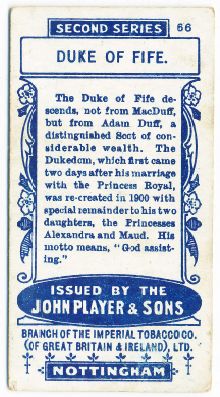 SECOND SERIES 66
DUKE OF FIFE.
The Duke of Fife de-
scends, not from MacDuff,
but from Adam Duff, a
distinguished Scot of con-
siderable wealth. The
Dukedom, which first came
two days after his marriage
with the Princess Royal,
was re-created in 1900 with
special remainder to his two
daughters, the Princesses
Alexandra and Maud. His
motto means, "God assist-
ing."
ISSUED BY THE
JOHN PLAYER & SONS
BRANCH OF THE IMPERIAL TOBACCO CO.
(OF GREAT BRITAIN & IRELAND), LTD.
NOTTINGHAM